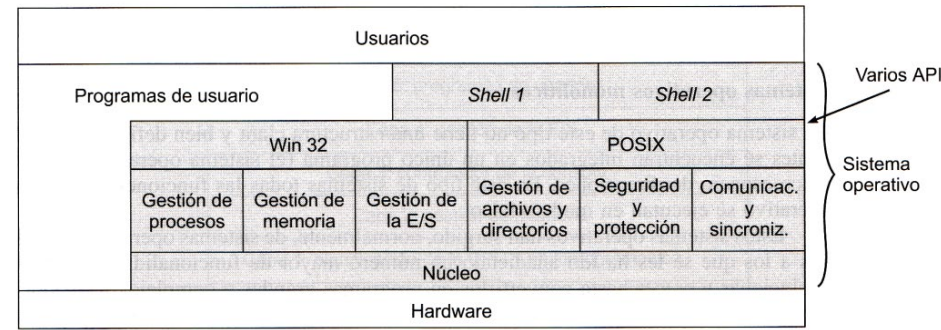 Usuarios
Programas de usuario
Shell 1
Shell 2
Varios API
Win 32
POSIX
Sistema
operativo
Gestión de
procesos
Gestión de
memoria
Gestión de
la E/S
Gestión de
archivos y
directorios
Seguridad
y
protección
Comunicac.
y
sincroniz.
Núcleo
Hardware